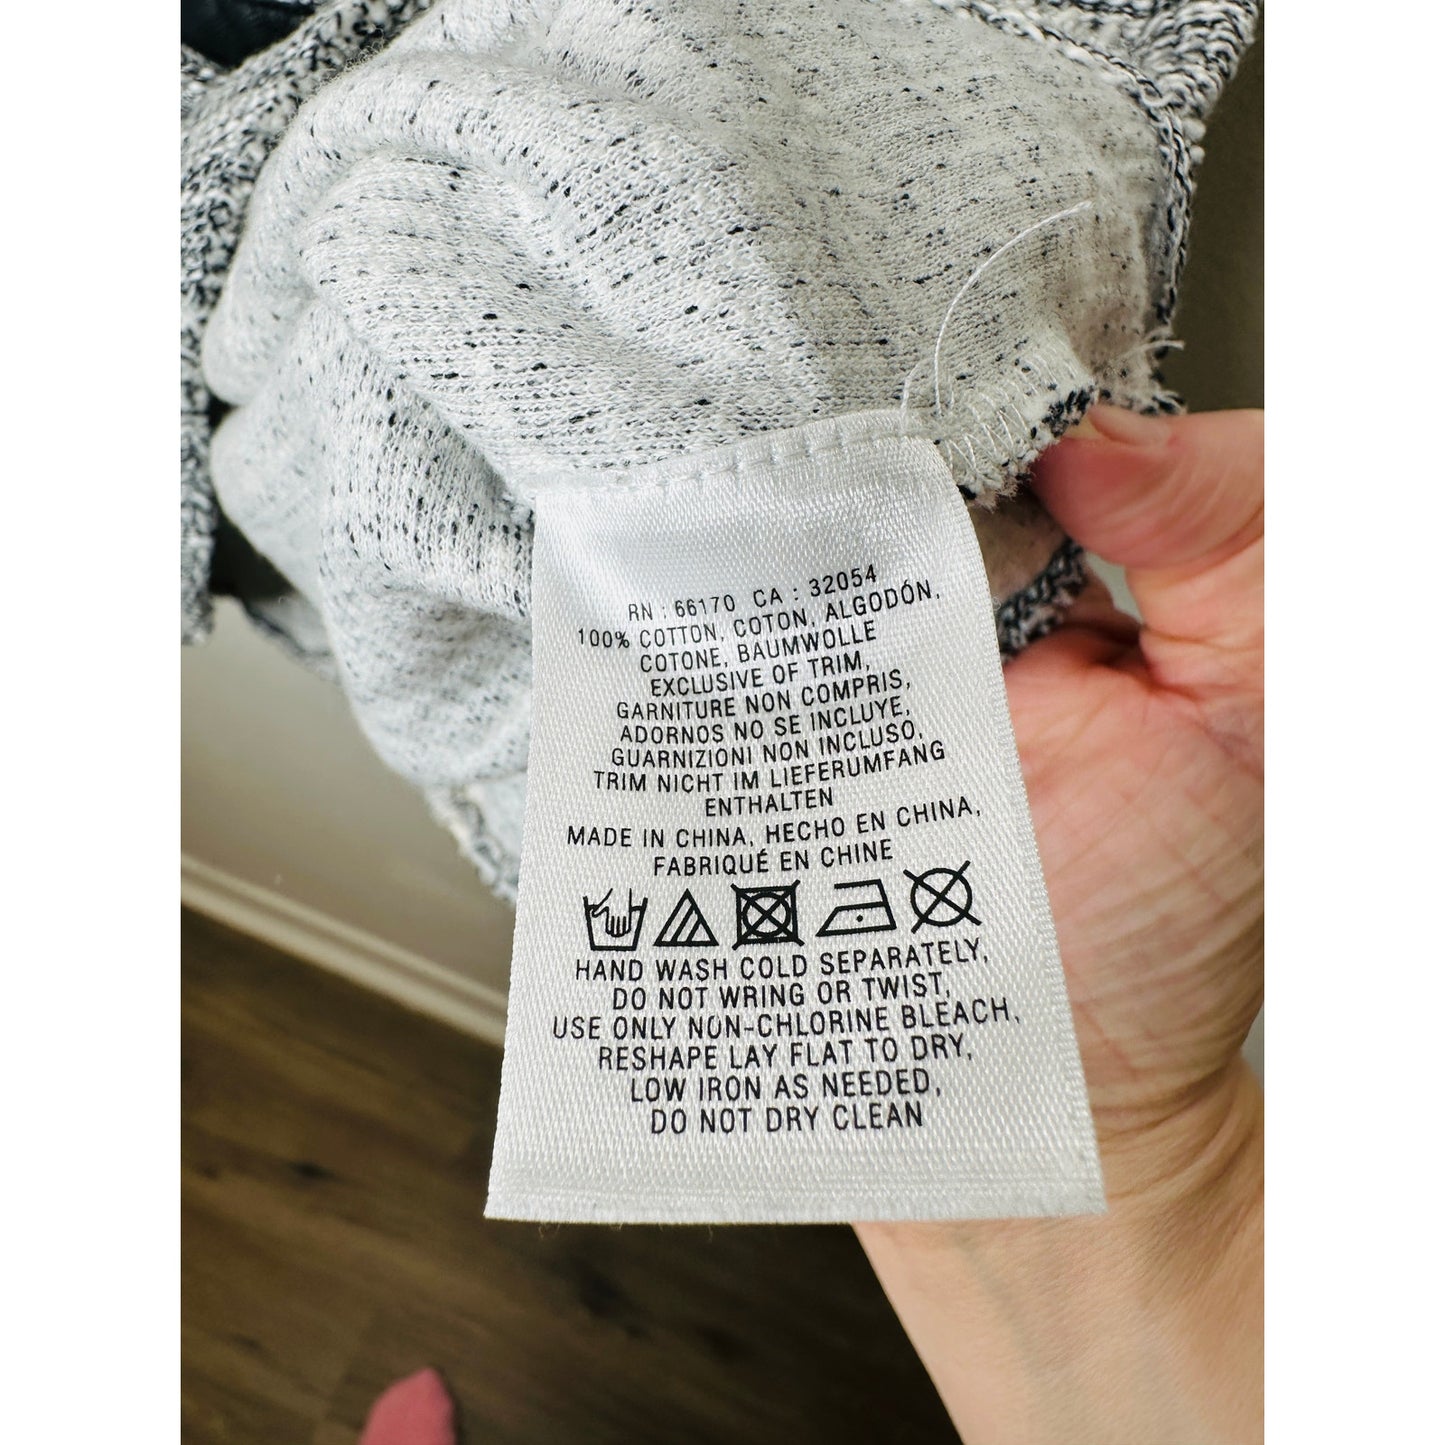 RN : 66170 CA : 32054
100% COTTON, COTON, ALGODÓN,
COTONE, BAUMWOLLE
EXCLUSIVE OF TRIM,
GARNITURE NON COMPRIS,
ADORNOS NO SE INCLUYE,
GUARNIZIONI NON INCLUSO,
TRIM NICHT IM LIEFERUMFANG
ENTHALTEN
MADE IN CHINA, HECHO EN CHINA,
FABRIQUÉ EN CHINE
HAND WASH COLD SEPARATELY,
DO NOT WRING OR TWIST,
USE ONLY NON-CHLORINE BLEACH,
RESHAPE LAY FLAT TO DRY,
LOW IRON AS NEEDED,
DO NOT DRY CLEAN